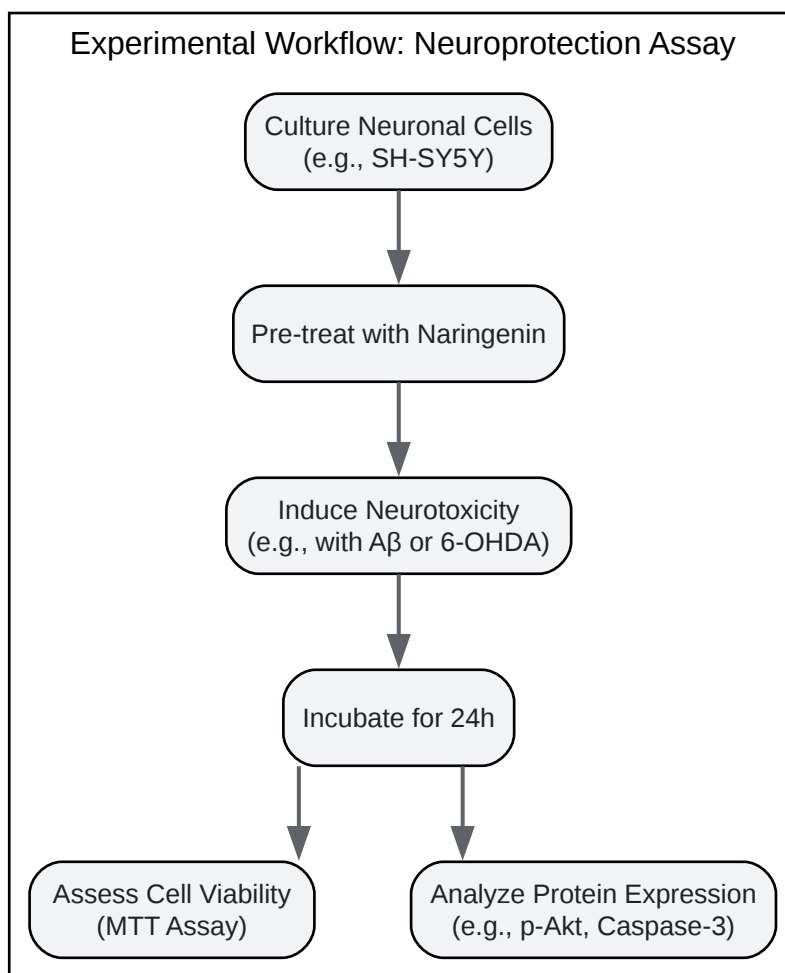 Experimental Workflow: Neuroprotection Assay
Culture Neuronal Cells
(e.g., SH-SY5Y)
Pre-treat with Naringenin
Induce Neurotoxicity
(e.g., with Aβ or 6-OHDA)
Incubate for 24h
Assess Cell Viability
(MTT Assay)
Analyze Protein Expression
(e.g., p-Akt, Caspase-3)